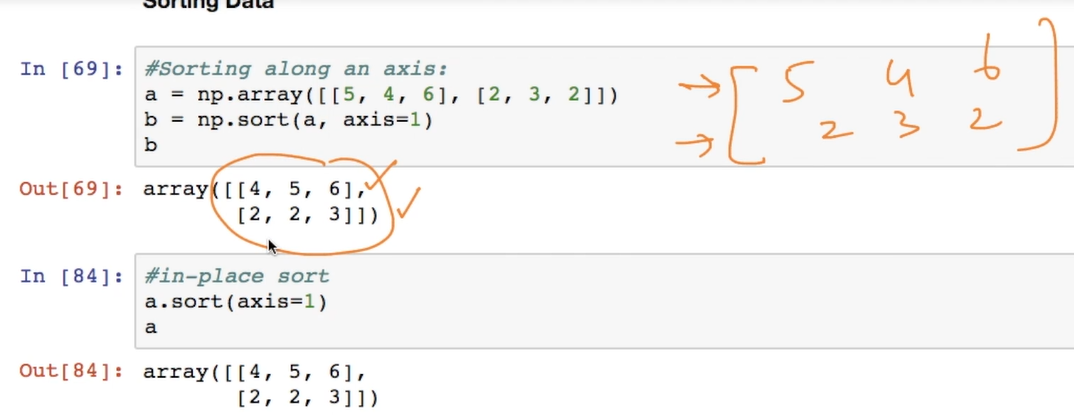 Sorting Data
In [69]: #Sorting along an axis:
a = np.array([[5, 4, 6], [2, 3, 2]])
b = np.sort(a, axis=1)
b
[5 4 6
2 3 2]
Out[69]: array([[4, 5, 6],
[2, 2, 3]])
In [84]: #in-place sort
a.sort(axis=1)
a
Out[84]: array([[4, 5, 6],
[2, 2, 3]])